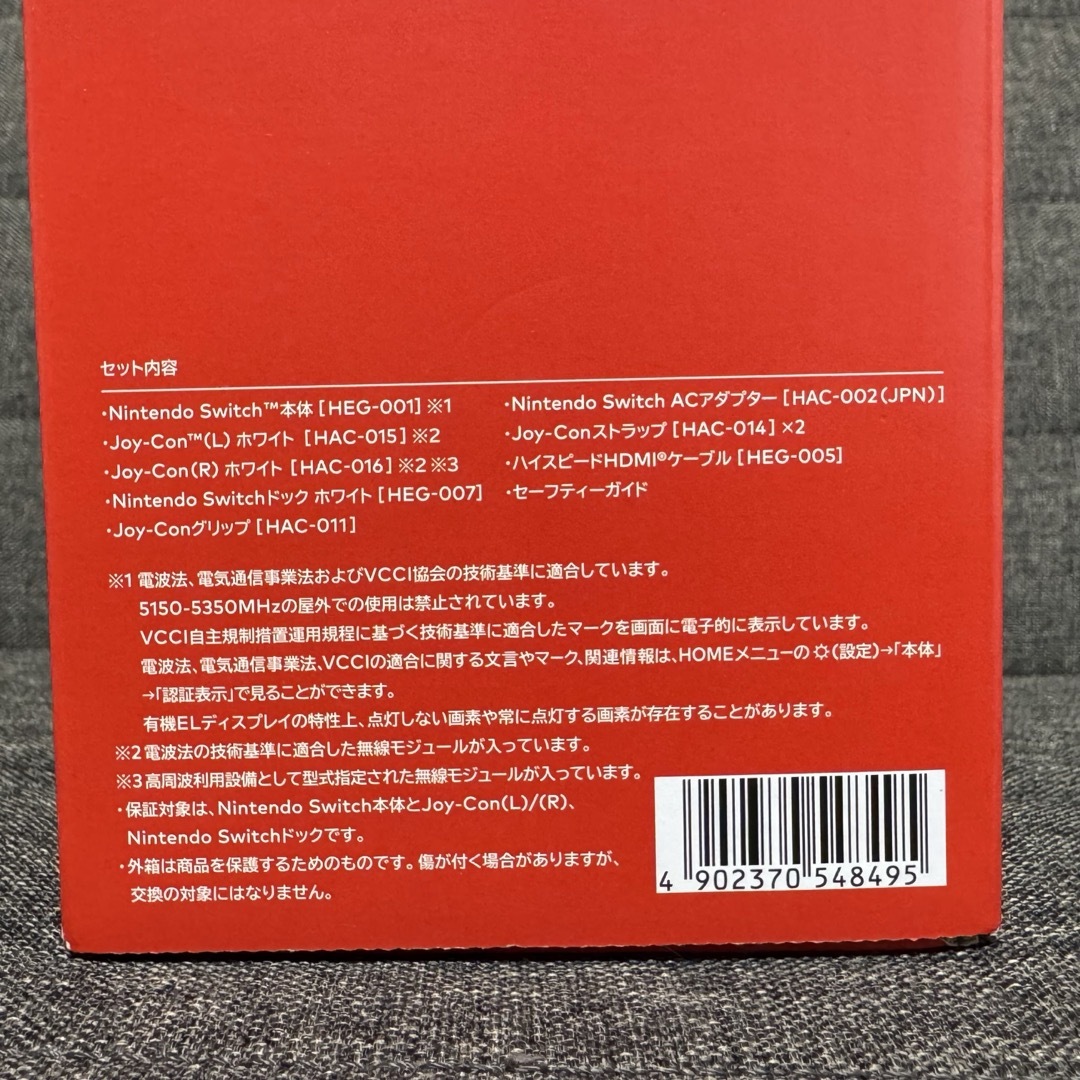 セット内容
・Nintendo Switch™本体［HEG-001］※1
・Joy-Con™(L) ホワイト［HAC-015］※2
・Joy-Con(R) ホワイト［HAC-016］※2 ※3
・Nintendo Switchドック ホワイト［HEG-007］
・Joy-Conグリップ［HAC-011］
・Nintendo Switch ACアダプター［HAC-002(JPN)］
・Joy-Conストラップ［HAC-014］×2
・ハイスピードHDMI®ケーブル［HEG-005］
・セーフティーガイド
※1 電波法、電気通信事業法およびVCCI協会の技術基準に適合しています。
5150-5350MHzの屋外での使用は禁止されています。
VCCI自主規制措置運用規程に基づく技術基準に適合したマークを画面に電子的に表示しています。
電波法、電気通信事業法、VCCIの適合に関する文言やマーク、関連情報は、HOMEメニューの(設定)→「本体」
→「認証表示」で見ることができます。
有機ELディスプレイの特性上、点灯しない画素や常に点灯する画素が存在することがあります。
※2 電波法の技術基準に適合した無線モジュールが入っています。
※3 高周波利用設備として型式指定された無線モジュールが入っています。
・保証対象は、Nintendo Switch本体とJoy-Con(L)/(R)、
Nintendo Switchドックです。
・外箱は商品を保護するためのものです。傷が付く場合がありますが、
交換の対象にはなりません。
4 902370 548495